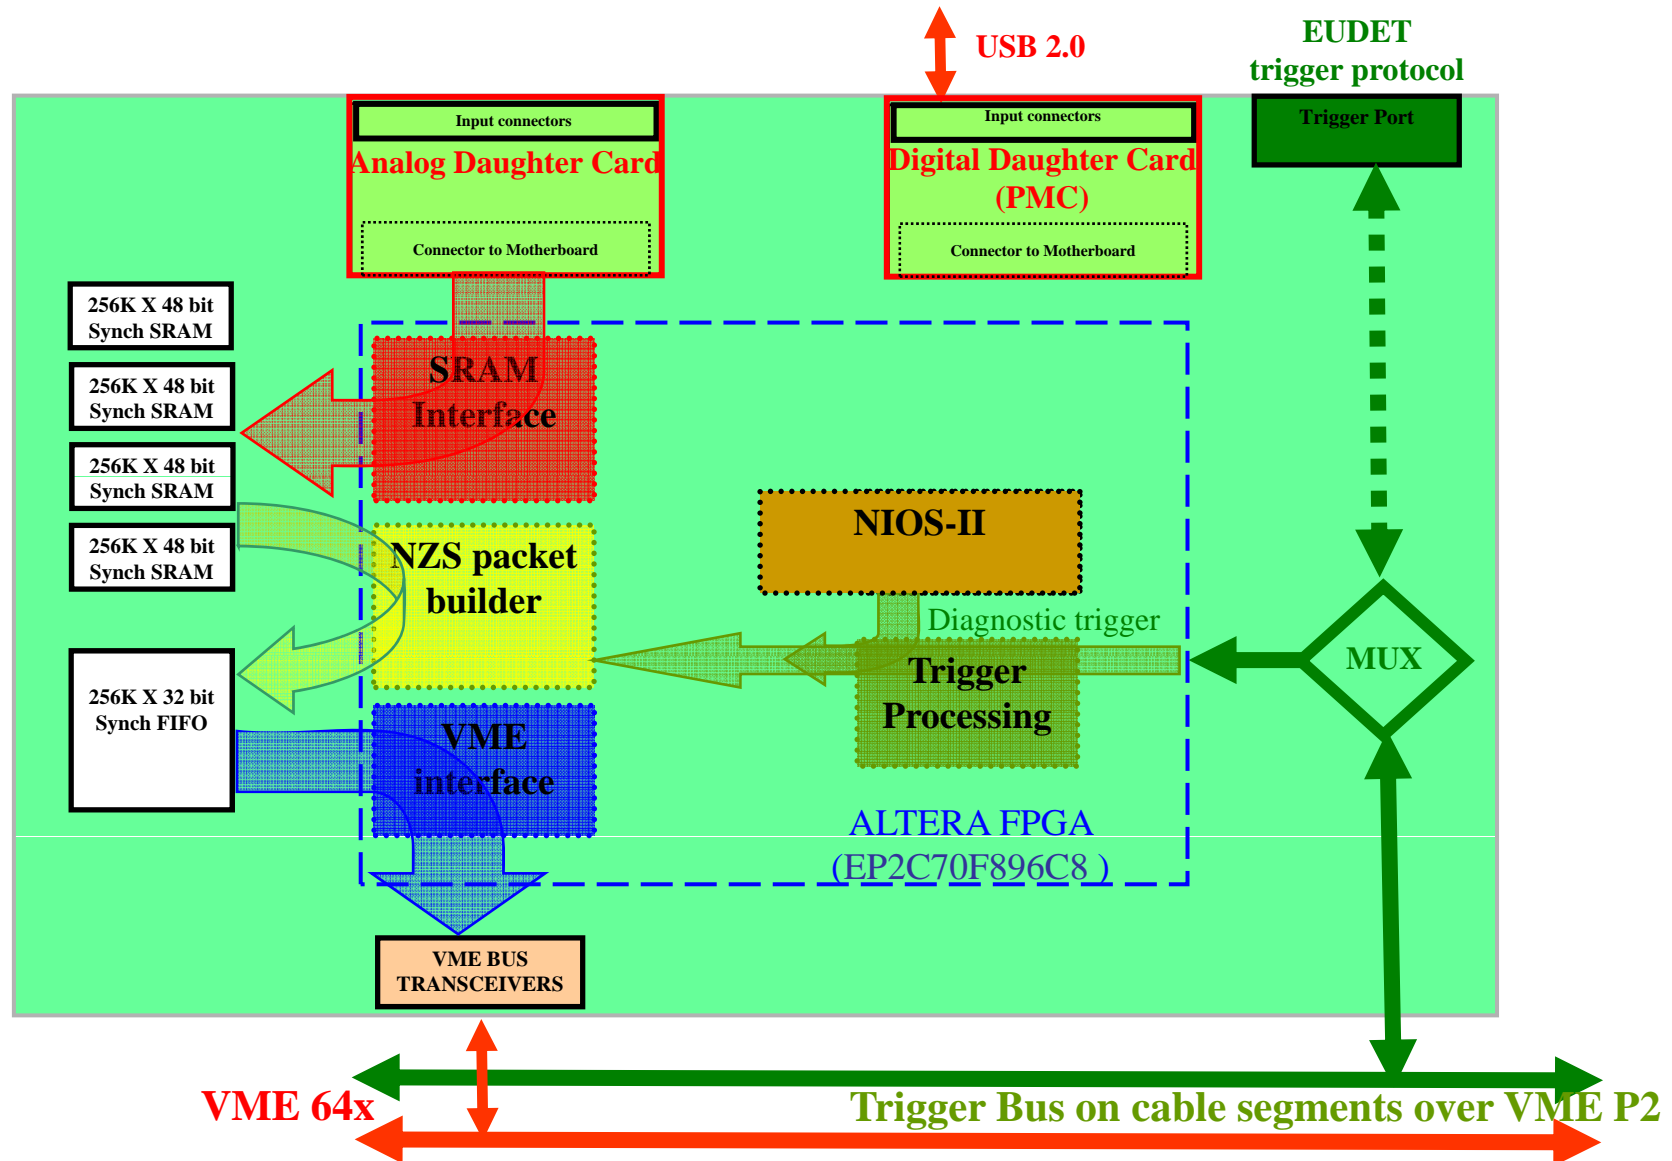 USB 2.0
EUDET
trigger protocol
Input connectors
Analog Daughter Card
Connector to Motherboard
Input connectors
Digital Daughter Card
(PMC)
Connector to Motherboard
Trigger Port
256K X 48 bit
Synch SRAM
256K X 48 bit
Synch SRAM
256K X 48 bit
Synch SRAM
256K X 48 bit
Synch SRAM
256K X 32 bit
Synch FIFO
SRAM
Interface
NZS packet
builder
VME
interface
NIOS-II
Diagnostic trigger
Trigger
Processing
MUX
ALTERA FPGA
(EP2C70F896C8 )
VME BUS
TRANSCEIVERS
VME 64x
Trigger Bus on cable segments over VME P2